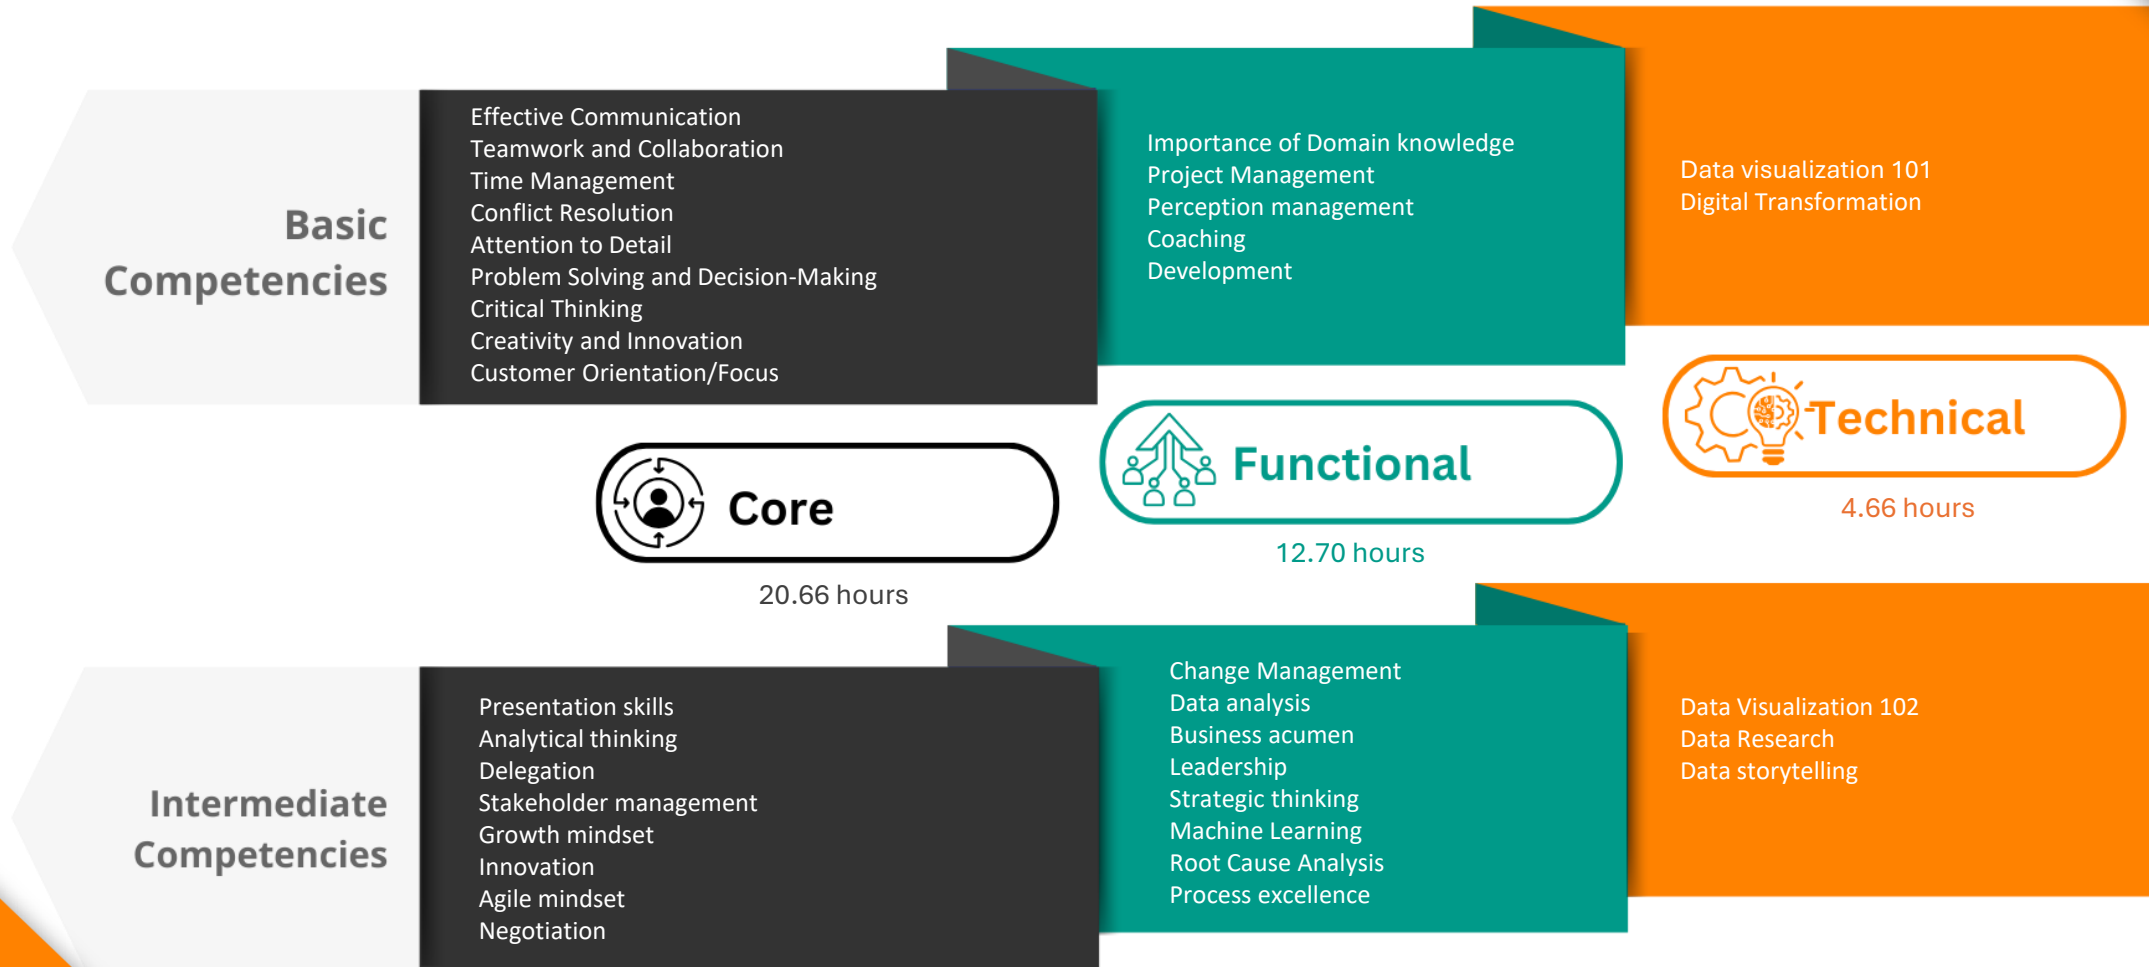 Basic
Competencies
Effective Communication
Teamwork and Collaboration
Time Management
Conflict Resolution
Attention to Detail
Problem Solving and Decision-Making
Critical Thinking
Creativity and Innovation
Customer Orientation/Focus
Importance of Domain knowledge
Project Management
Perception management
Coaching
Development
Data visualization 101
Digital Transformation
Core
20.66 hours
Functional
12.70 hours
Technical
4.66 hours
Intermediate
Competencies
Presentation skills
Analytical thinking
Delegation
Stakeholder management
Growth mindset
Innovation
Agile mindset
Negotiation
Change Management
Data analysis
Business acumen
Leadership
Strategic thinking
Machine Learning
Root Cause Analysis
Process excellence
Data Visualization 102
Data Research
Data storytelling